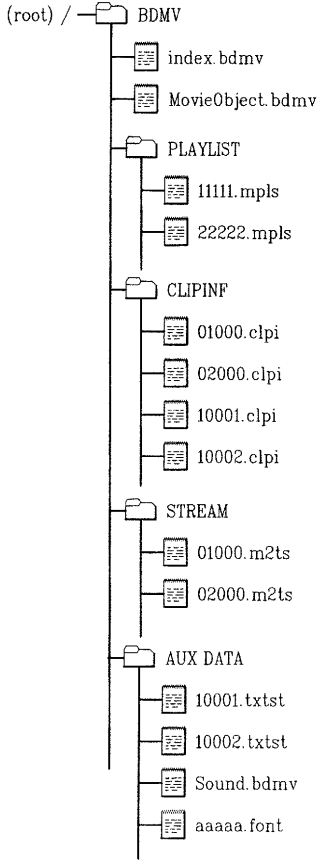 (root) / BDMV
index.bdmv
MovieObject.bdmv
PLAYLIST
11111.mpls
22222.mpls
CLIPINF
01000.clpi
02000.clpi
10001.clpi
10002.clpi
STREAM
01000.m2ts
02000.m2ts
AUX DATA
10001.txtst
10002.txtst
Sound.bdmv
aaaaa.font